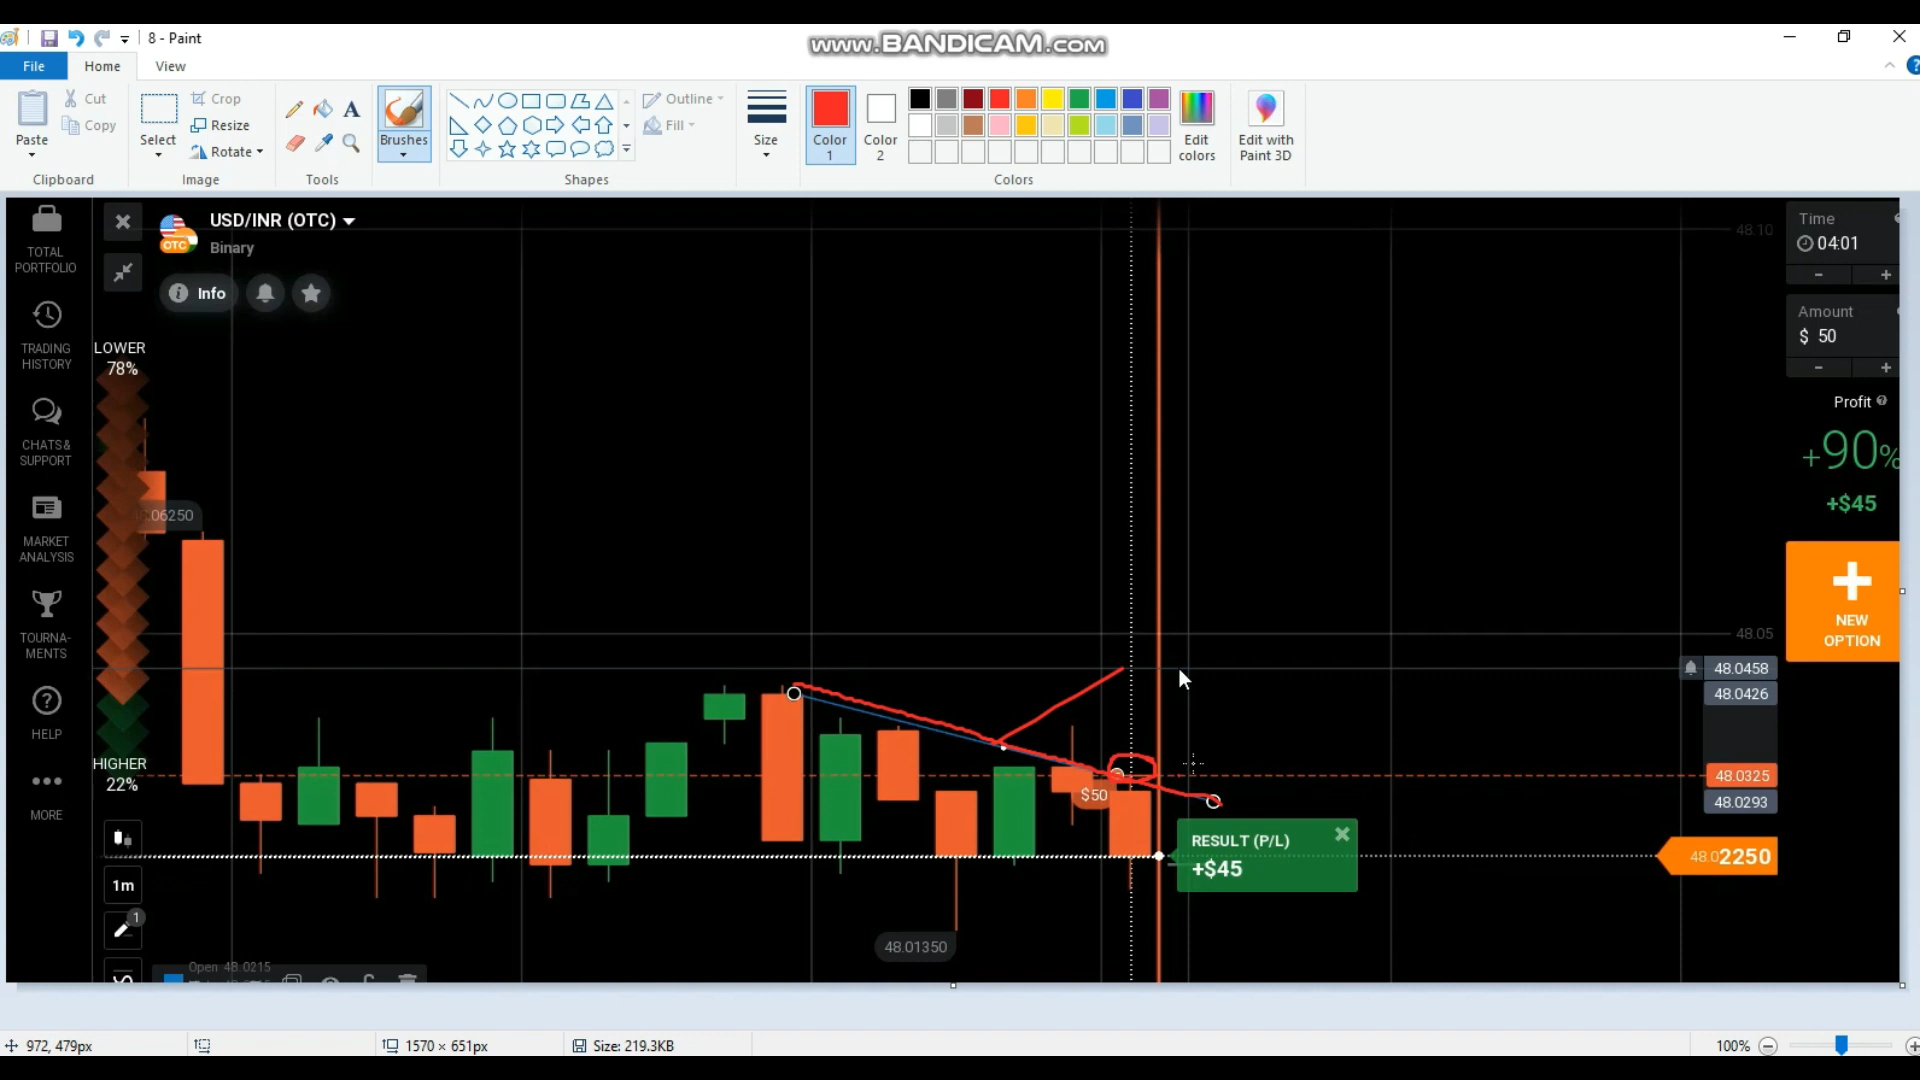 8 - Paint
www.BANDICAM.com
File Home View
Cut
Copy
Paste
Clipboard
Select
Crop
Resize
Rotate
Image
Tools
Brushes
Shapes
Outline
Fill
Size
Color 1
Color 2
Colors
Edit colors
Edit with Paint 3D
TOTAL PORTFOLIO
TRADING HISTORY
CHATS & SUPPORT
MARKET ANALYSIS
TOURNA-
MENTS
HELP
MORE
USD/INR (OTC)
OTC
Binary
Info
LOWER
78%
HIGHER
22%
1m
1
$50
48.01350
RESULT (P/L)
+$45
48.10
48.05
48.0458
48.0426
48.0325
48.0293
48.02250
Time
04:01
- +
Amount
$ 50
- +
Profit
+90%
+$45
NEW
OPTION
Open 48.0215
972, 479px
1570 × 651px
Size: 219.3KB
100%